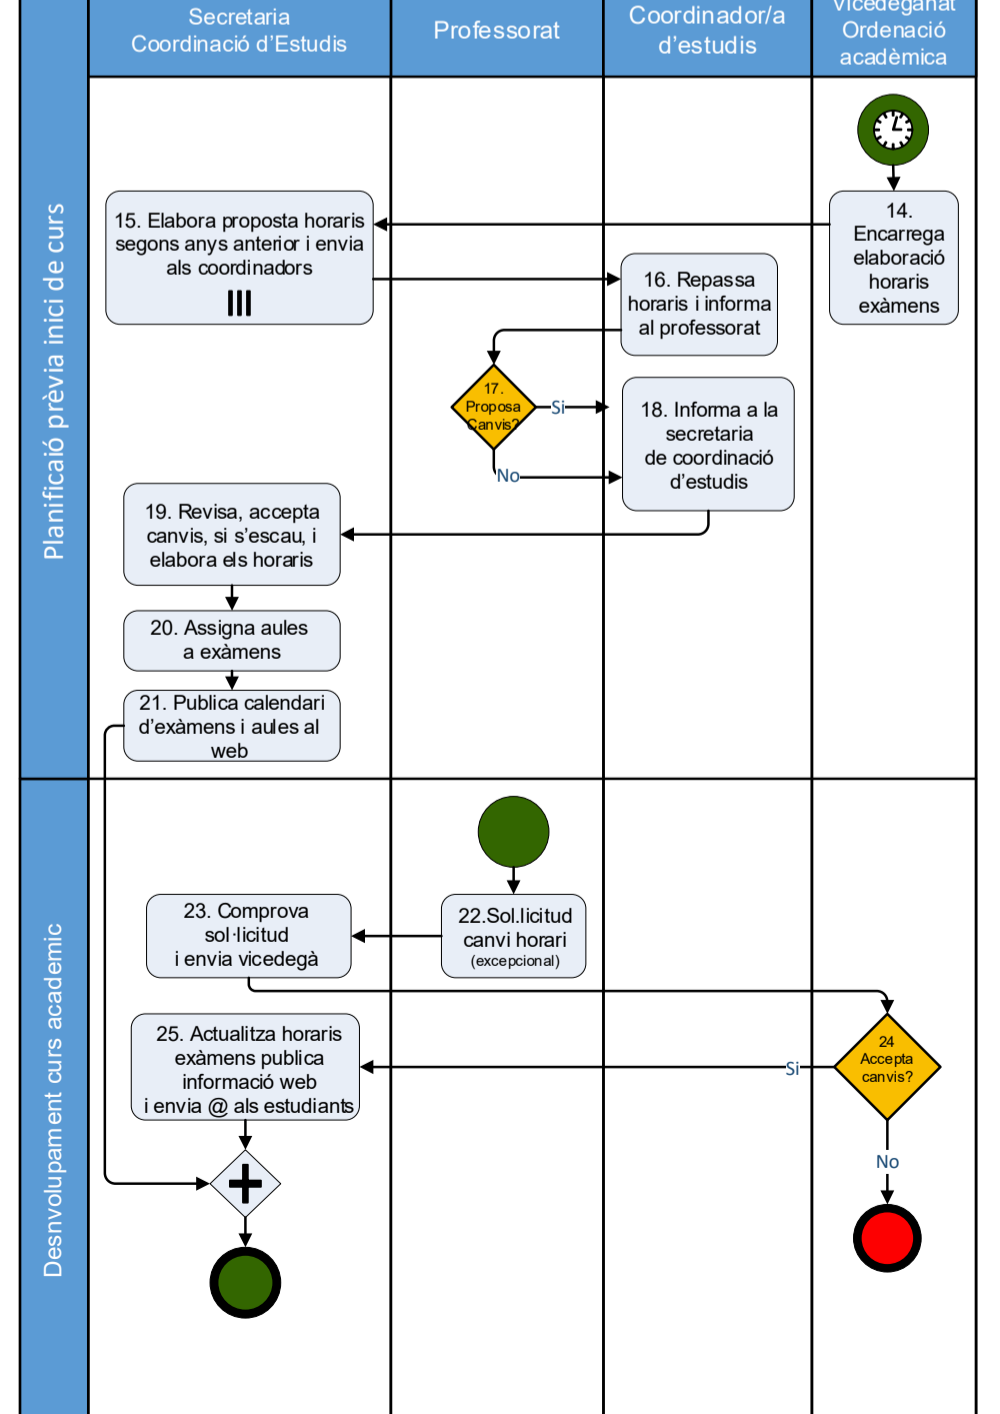 Secretaria
Coordinació d'Estudis
Professorat
Coordinador/a
d'estudis
Vicedeganat
Ordenació
acadèmica
Planificaió prèvia inici de curs
14.
Encarrega
elaboració
horaris
exàmens
15. Elabora proposta horaris
segons anys anterior i envia
als coordinadors
16. Repassa
horaris i informa
al professorat
17.
Proposa
Canvis?
Si
No
18. Informa a la
secretaria
de coordinació
d'estudis
19. Revisa, accepta
canvis, si s'escau, i
elabora els horaris
20. Assigna aules
a exàmens
21. Publica calendari
d'exàmens i aules al
web
Desnvolupament curs academic
22.Sol.licitud
canvi horari
(excepcional)
23. Comprova
sol·licitud
i envia vicedegà
24
Accepta
canvis?
Si
No
25. Actualitza horaris
exàmens publica
informació web
i envia @ als estudiants